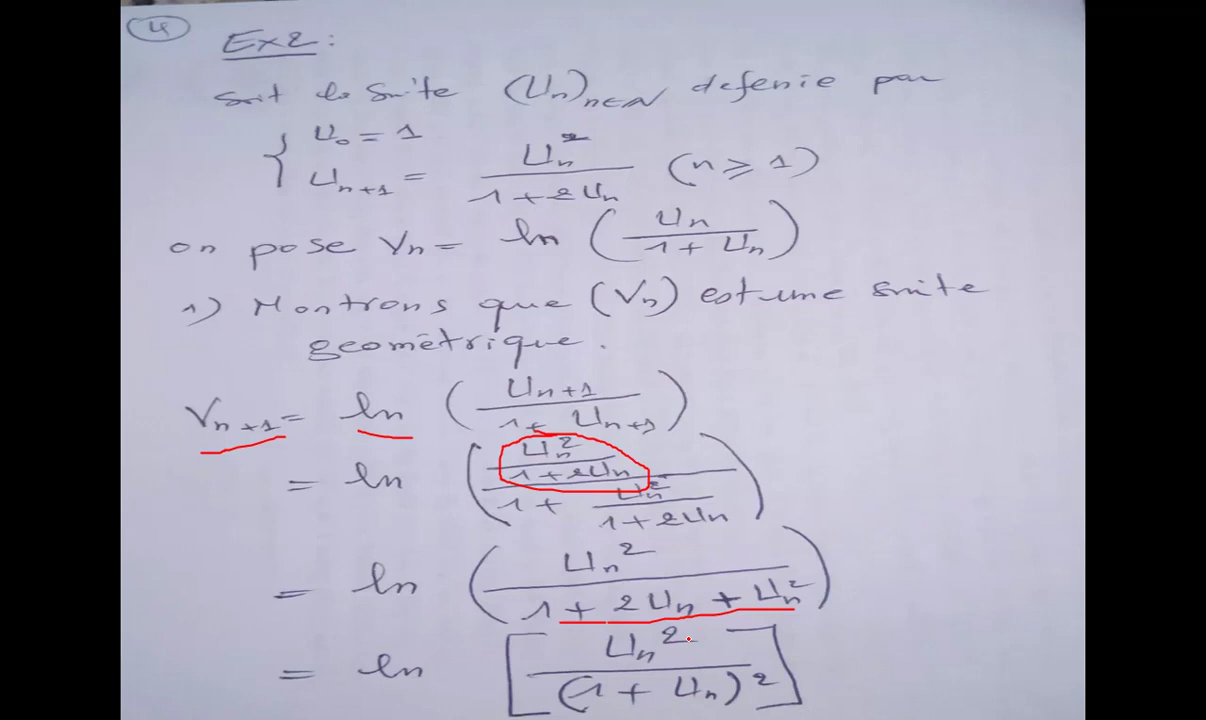 4
Ex2:
Soit la suite (Un)n∈N defenie par
{ U0 = 1
Un+1 = Un² / (1+2Un) (n ≥ 1)
on pose Vn = ln (Un / (1+Un))
1) Montrons que (Vn) est une suite
géométrique.
Vn+1 = ln (Un+1 / (1+Un+1))
= ln ((Un² / (1+2Un)) / (1 + Un² / (1+2Un)))
= ln (Un² / (1+2Un+Un²))
= ln [Un² / (1+Un)²]